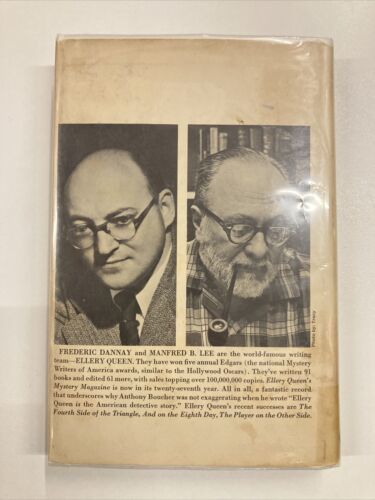 Photo by: Tracy
FREDERIC DANNAY and MANFRED B. LEE are the world-famous writing
team—ELLERY QUEEN. They have won five annual Edgars (the national Mystery
Writers of America awards, similar to the Hollywood Oscars). They've written 91
books and edited 61 more, with sales topping over 100,000,000 copies. Ellery Queen's
Mystery Magazine is now in its twenty-seventh year. All in all, a fantastic record
that underscores why Anthony Boucher was not exaggerating when he wrote "Ellery
Queen is the American detective story." Ellery Queen's recent successes are The
Fourth Side of the Triangle, And on the Eighth Day, The Player on the Other Side.